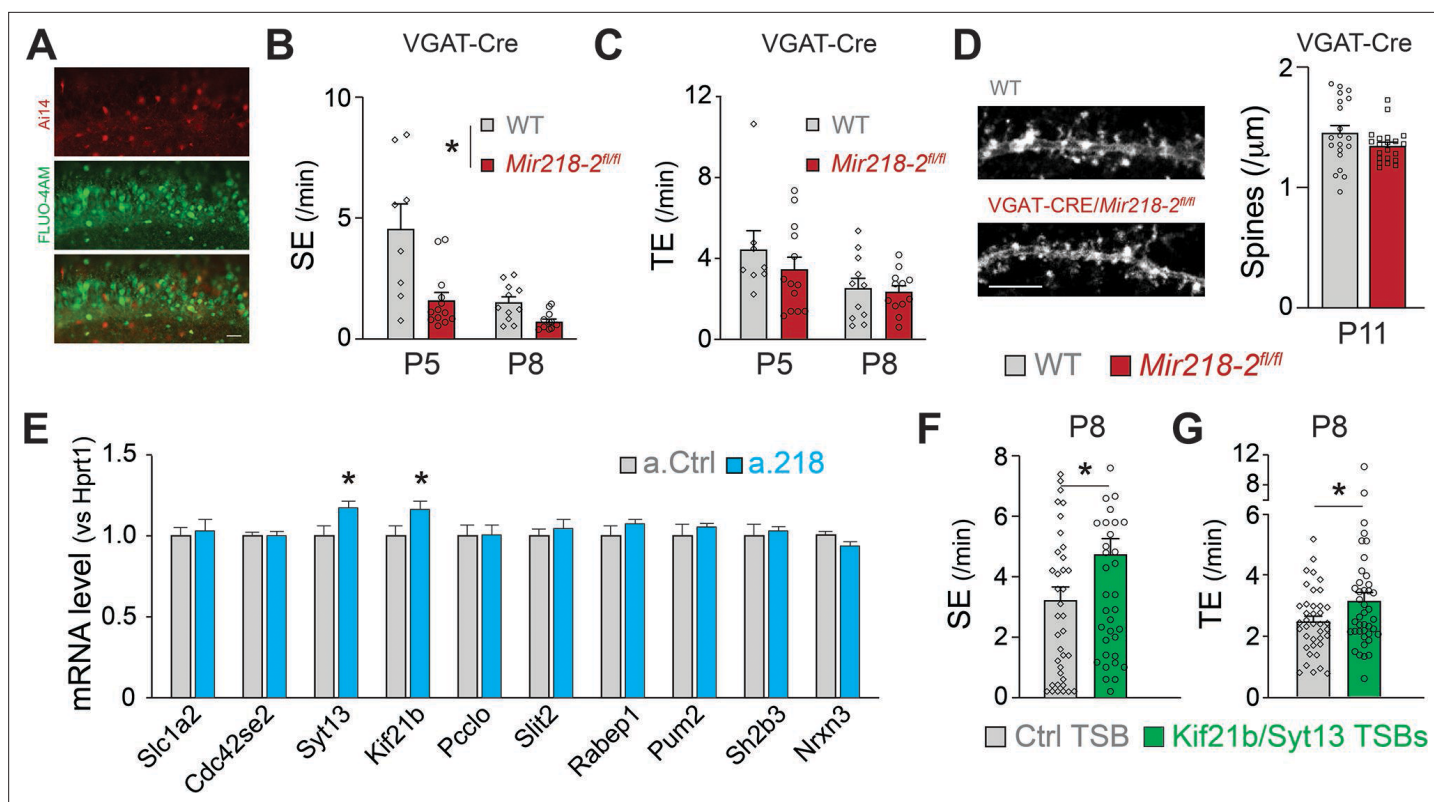 A
Ai14
FLUO-4AM
B
VGAT-Cre
SE (/min)
10
5
0
*
WT
Mir218-2fl/fl
P5
P8
C
VGAT-Cre
TE (/min)
12
8
4
0
WT
Mir218-2fl/fl
P5
P8
D
WT
VGAT-CRE/Mir218-2fl/fl
VGAT-Cre
Spines (/µm)
2
1
0
P11
WT
Mir218-2fl/fl
E
mRNA level (vs Hprt1)
1.5
1.0
0.5
0
a.Ctrl
a.218
*
*
Slc1a2
Cdc42se2
Syt13
Kif21b
Pcclo
Slit2
Rabep1
Pum2
Sh2b3
Nrxn3
F
P8
SE (/min)
8
6
4
2
0
*
G
P8
TE (/min)
12
8
6
4
2
0
*
Ctrl TSB
Kif21b/Syt13 TSBs